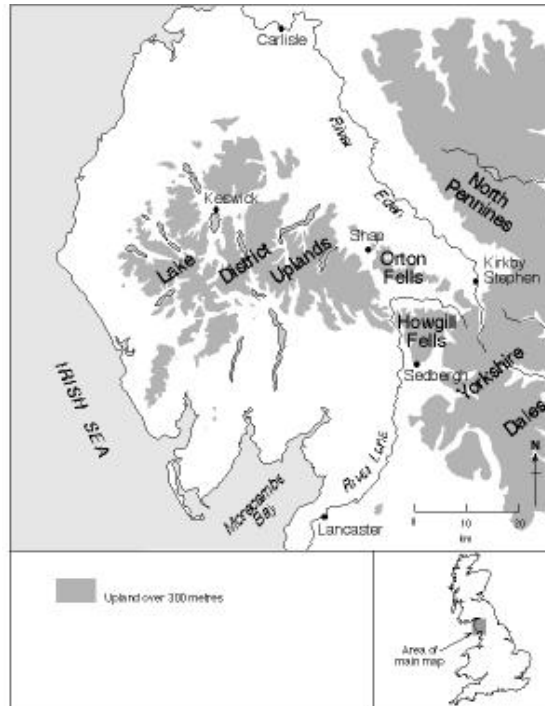 Carlisle
River
Eden
North
Pennines
Keswick
Shap
Lake
District
Uplands
Orton
Fells
Kirkby
Stephen
Howgill
Fells
Sedbergh
Yorkshire
Dales
IRISH SEA
RIVER LUNE
N
Morecambe
Bay
Lancaster
0 10 20
km
Upland over 300 metres
Area of
main map